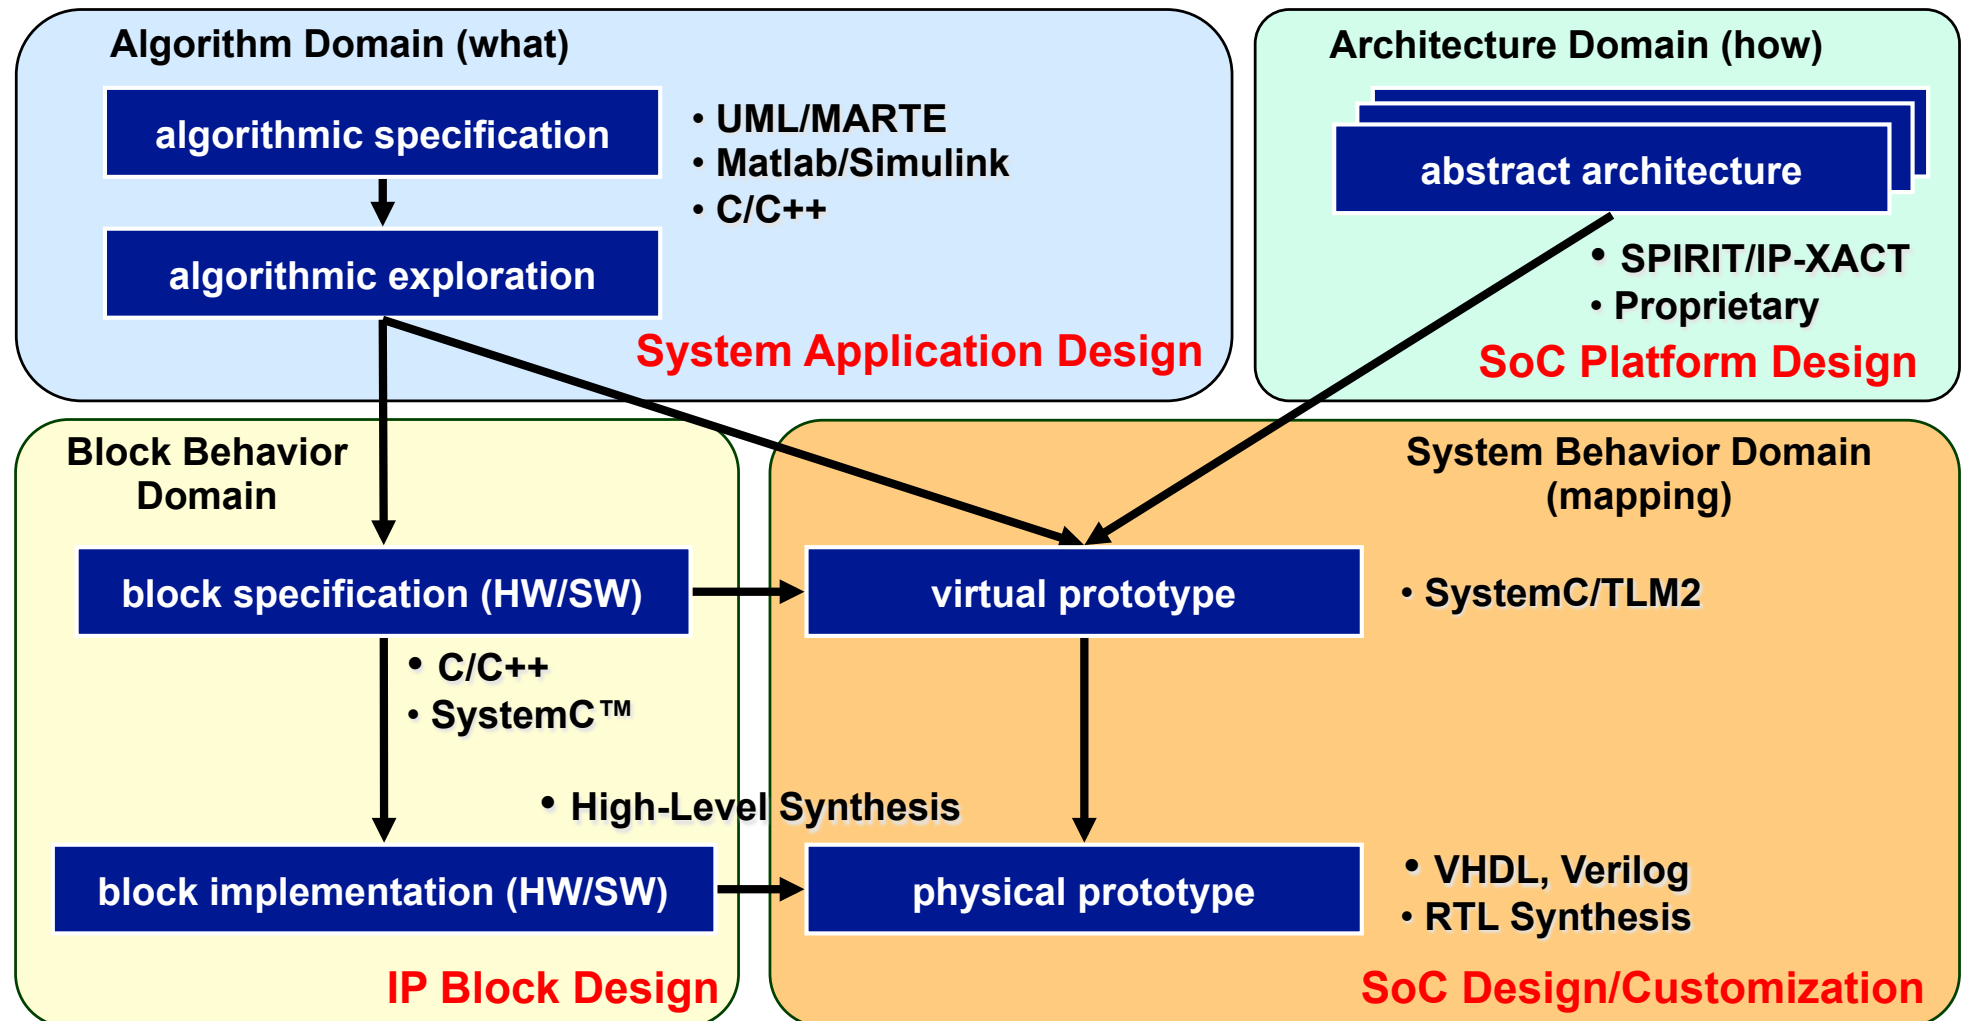 Algorithm Domain (what)
algorithmic specification
• UML/MARTE
• Matlab/Simulink
• C/C++
algorithmic exploration
System Application Design
Architecture Domain (how)
abstract architecture
• SPIRIT/IP-XACT
• Proprietary
SoC Platform Design
Block Behavior
Domain
block specification (HW/SW)
• C/C++
• SystemC™
• High-Level Synthesis
block implementation (HW/SW)
IP Block Design
System Behavior Domain
(mapping)
virtual prototype
• SystemC/TLM2
physical prototype
• VHDL, Verilog
• RTL Synthesis
SoC Design/Customization